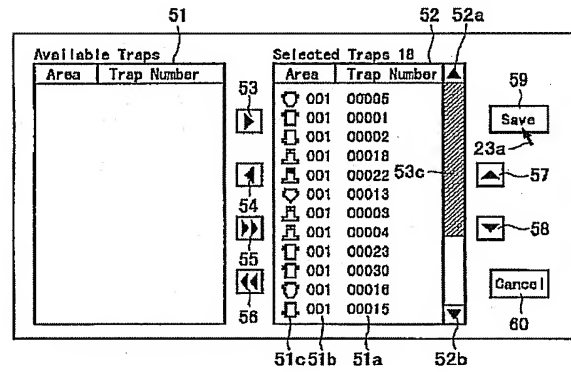 51
52
52a
Available Traps
Selected Traps 18
Area Trap Number
Area Trap Number
53
59
001 00005
001 00001
Save
001 00002
23a
001 00018
001 00022
53c
57
001 00013
54
001 00003
001 00004
58
55
001 00023
001 00030
001 00016
Cancel
56
001 00015
60
51c 51b 51a 52b